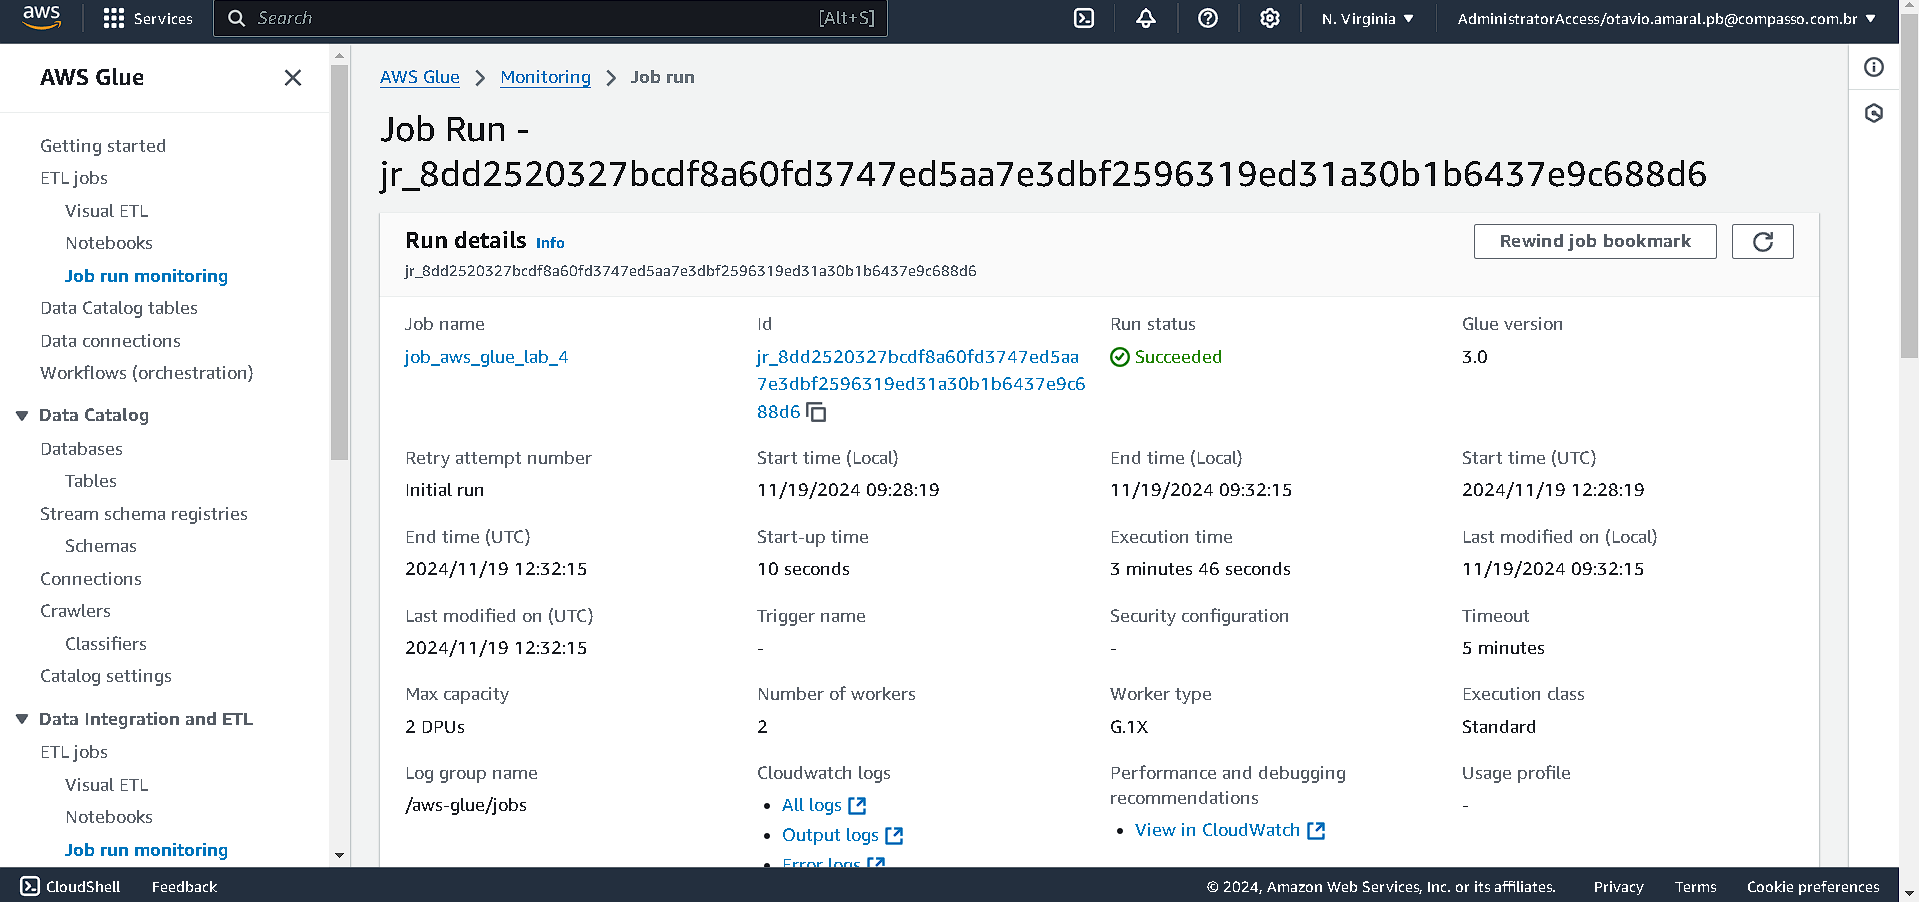 aws
Services
Search
[Alt+S]
N. Virginia
AdministratorAccess/otavio.amaral.pb@compasso.com.br
AWS Glue
Getting started
ETL jobs
Visual ETL
Notebooks
Job run monitoring
Data Catalog tables
Data connections
Workflows (orchestration)
Data Catalog
Databases
Tables
Stream schema registries
Schemas
Connections
Crawlers
Classifiers
Catalog settings
Data Integration and ETL
ETL jobs
Visual ETL
Notebooks
Job run monitoring
AWS Glue > Monitoring > Job run
Job Run -
jr_8dd2520327bcdf8a60fd3747ed5aa7e3dbf2596319ed31a30b1b6437e9c688d6
Run details Info
jr_8dd2520327bcdf8a60fd3747ed5aa7e3dbf2596319ed31a30b1b6437e9c688d6
Rewind job bookmark
Job name
job_aws_glue_lab_4
Id
jr_8dd2520327bcdf8a60fd3747ed5aa
7e3dbf2596319ed31a30b1b6437e9c6
88d6
Run status
Succeeded
Glue version
3.0
Retry attempt number
Initial run
Start time (Local)
11/19/2024 09:28:19
End time (Local)
11/19/2024 09:32:15
Start time (UTC)
2024/11/19 12:28:19
End time (UTC)
2024/11/19 12:32:15
Start-up time
10 seconds
Execution time
3 minutes 46 seconds
Last modified on (Local)
11/19/2024 09:32:15
Last modified on (UTC)
2024/11/19 12:32:15
Trigger name
-
Security configuration
-
Timeout
5 minutes
Max capacity
2 DPUs
Number of workers
2
Worker type
G.1X
Execution class
Standard
Log group name
/aws-glue/jobs
Cloudwatch logs
• All logs
• Output logs
• Error logs
Performance and debugging
recommendations
• View in CloudWatch
Usage profile
-
CloudShell
Feedback
© 2024, Amazon Web Services, Inc. or its affiliates.
Privacy
Terms
Cookie preferences